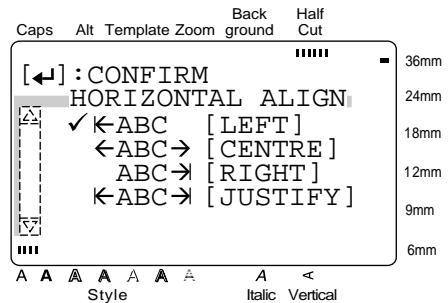 Back Half
Caps Alt Template Zoom ground Cut
[↵]:CONFIRM
HORIZONTAL ALIGN
✓ |←ABC [LEFT]
←ABC→ [CENTRE]
ABC→| [RIGHT]
|←ABC→| [JUSTIFY]
36mm
24mm
18mm
12mm
9mm
6mm
A A A A A A A A A
Style Italic Vertical